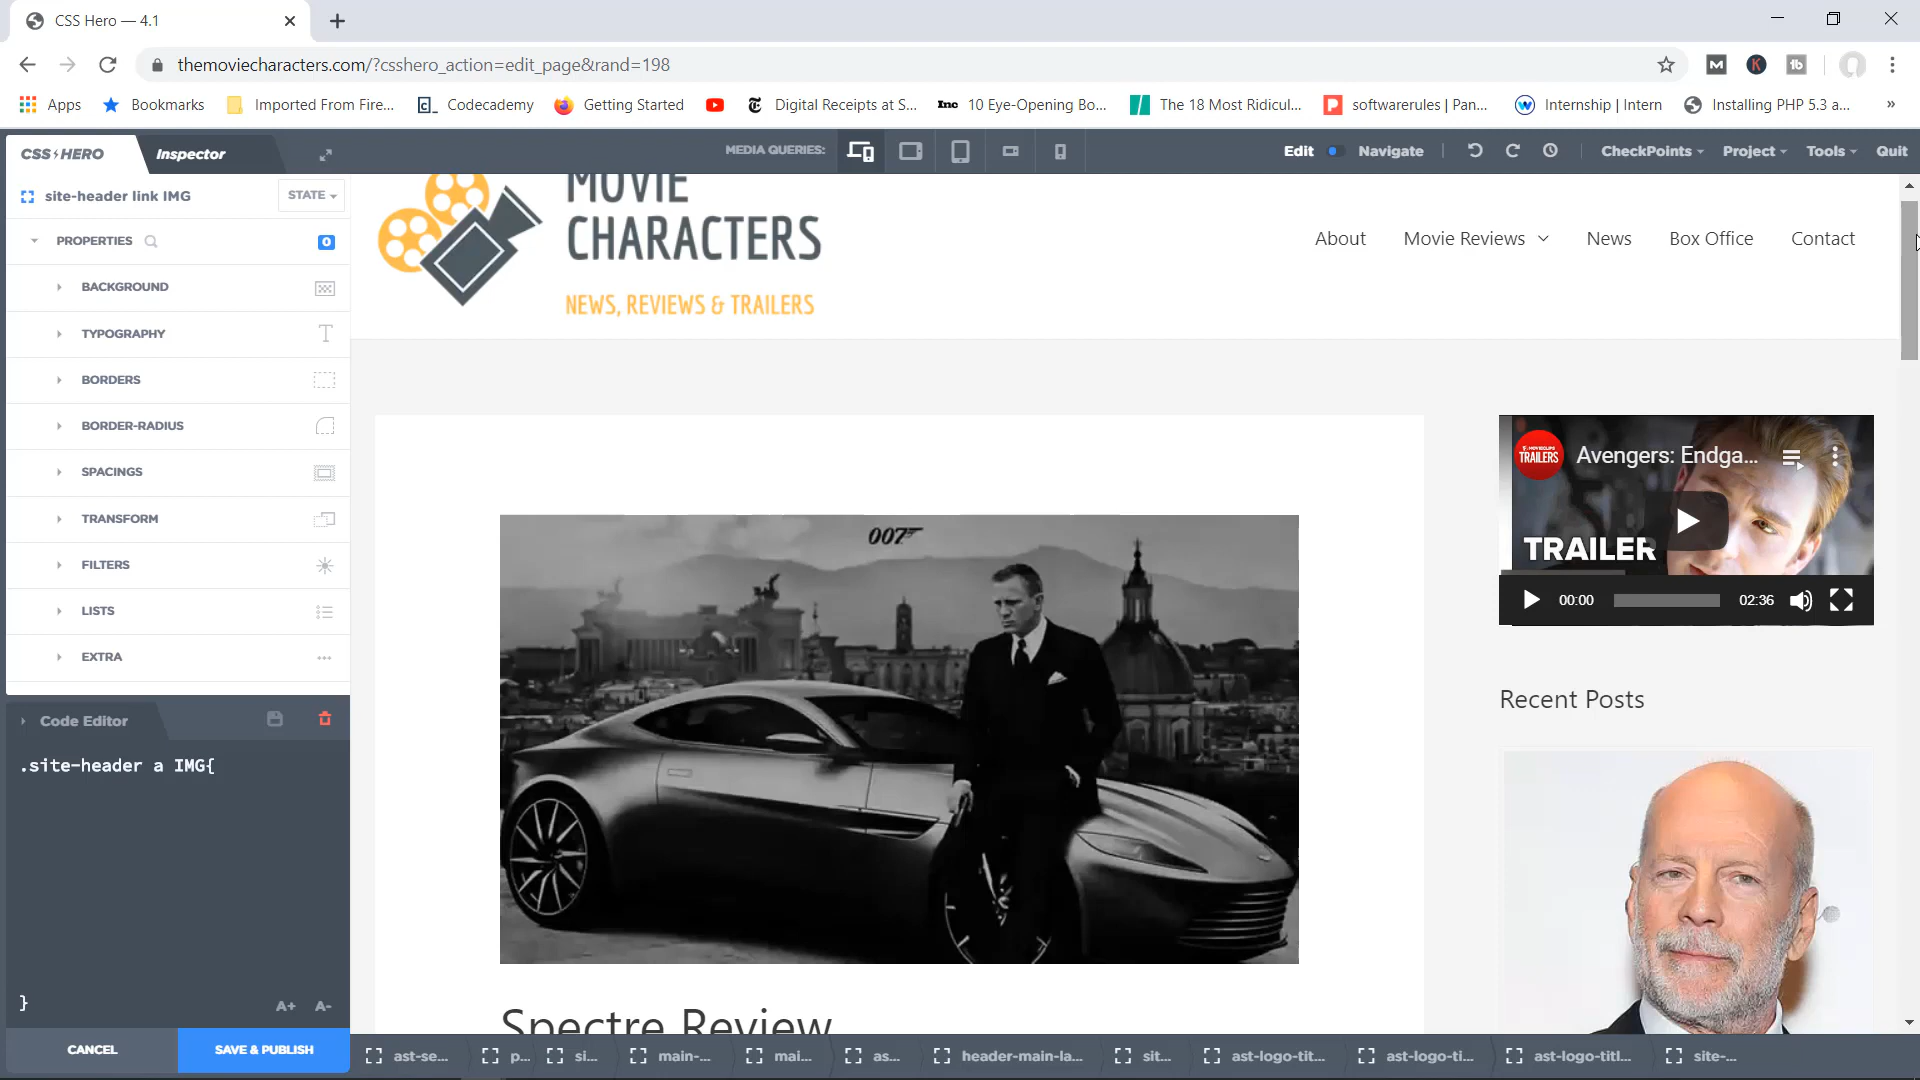 CSS Hero — 4.1
themoviecharacters.com/?csshero_action=edit_page&rand=198
Apps
Bookmarks
Imported From Fire...
Codecademy
Getting Started
Digital Receipts at S...
Inc
10 Eye-Opening Bo...
The 18 Most Ridicul...
softwarerules | Pan...
Internship | Intern
Installing PHP 5.3 a...
»
CSS HERO
Inspector
MEDIA QUERIES:
Edit
Navigate
CheckPoints
Project
Tools
Quit
site-header link IMG
STATE
PROPERTIES
0
BACKGROUND
TYPOGRAPHY
BORDERS
BORDER-RADIUS
SPACINGS
TRANSFORM
FILTERS
LISTS
EXTRA
Code Editor
.site-header a IMG{
}
A+
A-
CANCEL
SAVE & PUBLISH
MOVIE
CHARACTERS
NEWS, REVIEWS & TRAILERS
About
Movie Reviews
News
Box Office
Contact
007
Spectre Review
MOVIECLIPS
TRAILERS
Avengers: Endga...
TRAILER
00:00
02:36
Recent Posts
ast-se...
p...
si...
main-...
mai...
as...
header-main-la...
sit...
ast-logo-tit...
ast-logo-ti...
ast-logo-titl...
site-...